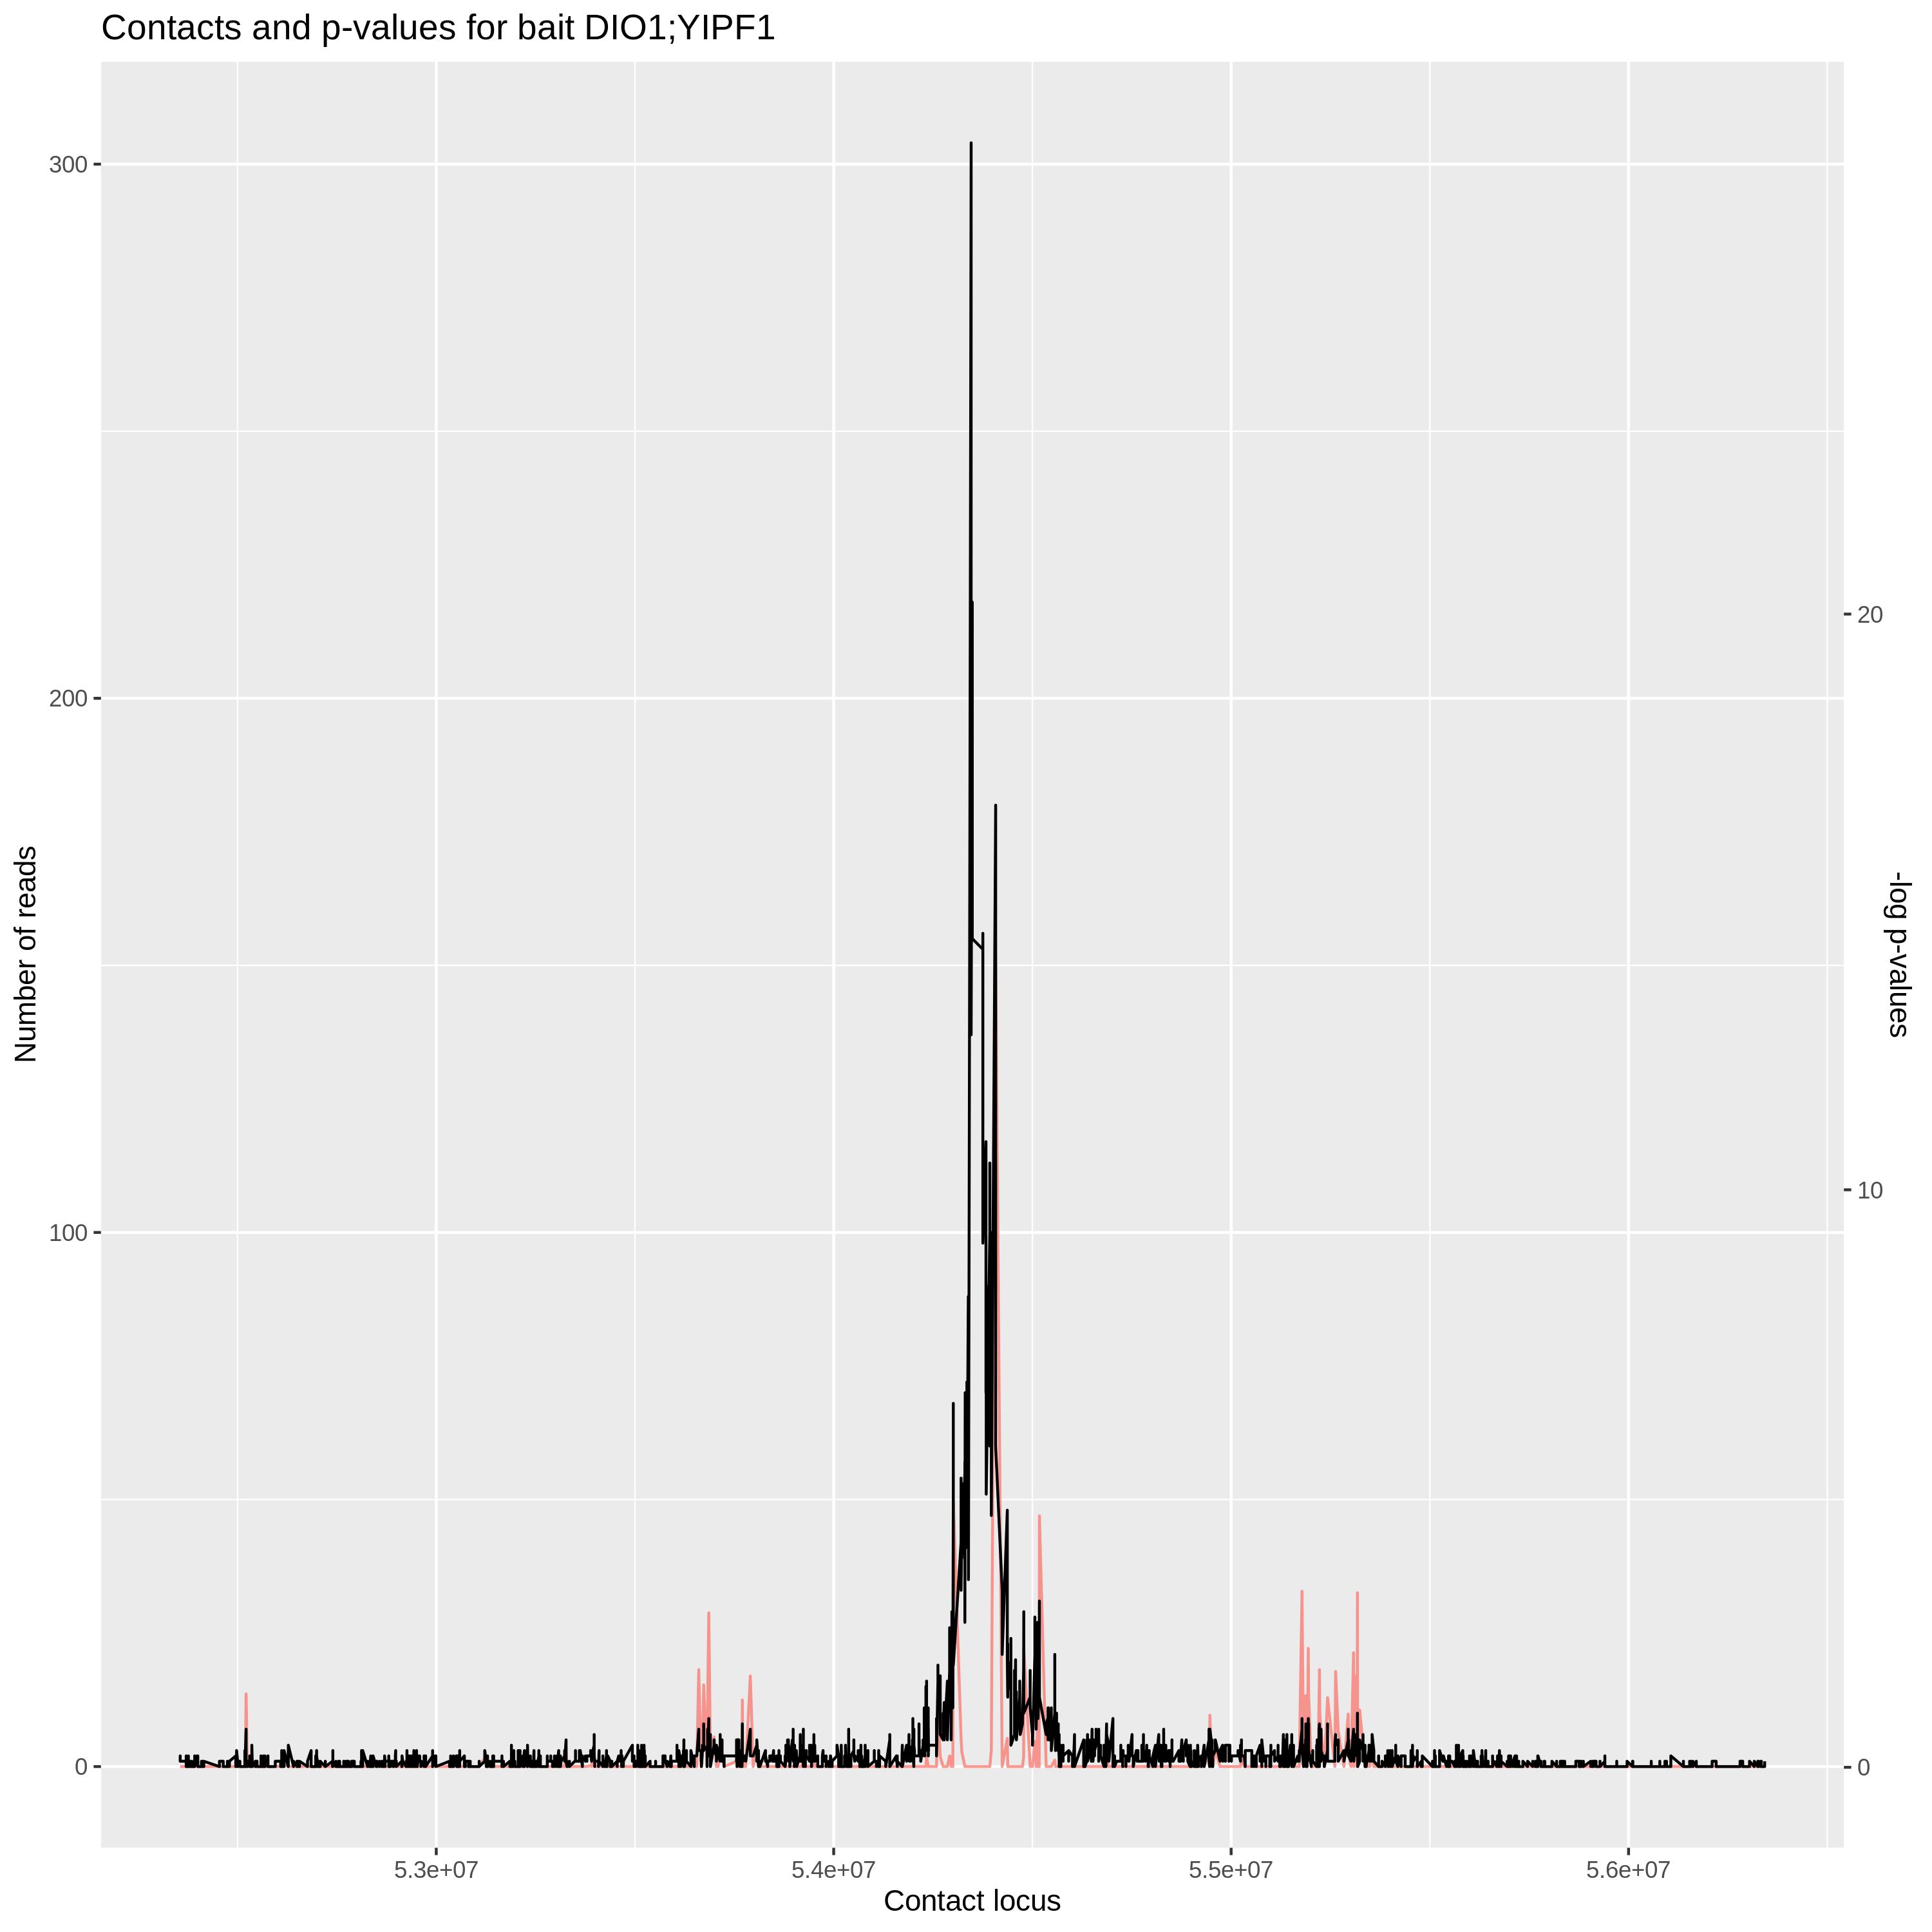 Contacts and p-values for bait DIO1;YIPF1
300
200
100
0
Number of reads
20
10
0
-log p-values
5.3e+07
5.4e+07
5.5e+07
5.6e+07
Contact locus